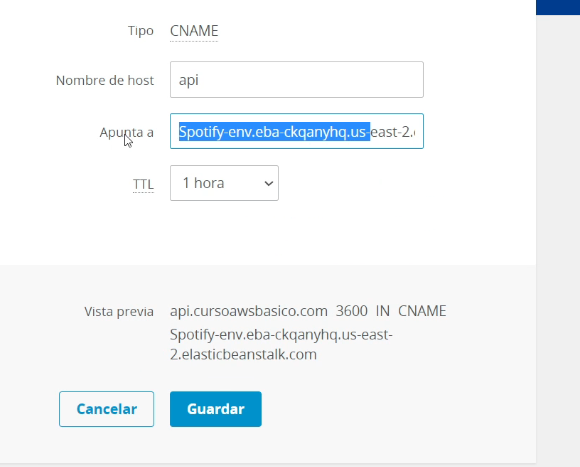 Tipo CNAME
Nombre de host api
Apunta a Spotify-env.eba-ckqanyhq.us-east-2.
TTL 1 hora
Vista previa api.cursoawsbasico.com 3600 IN CNAME
Spotify-env.eba-ckqanyhq.us-east-
2.elasticbeanstalk.com
Cancelar Guardar